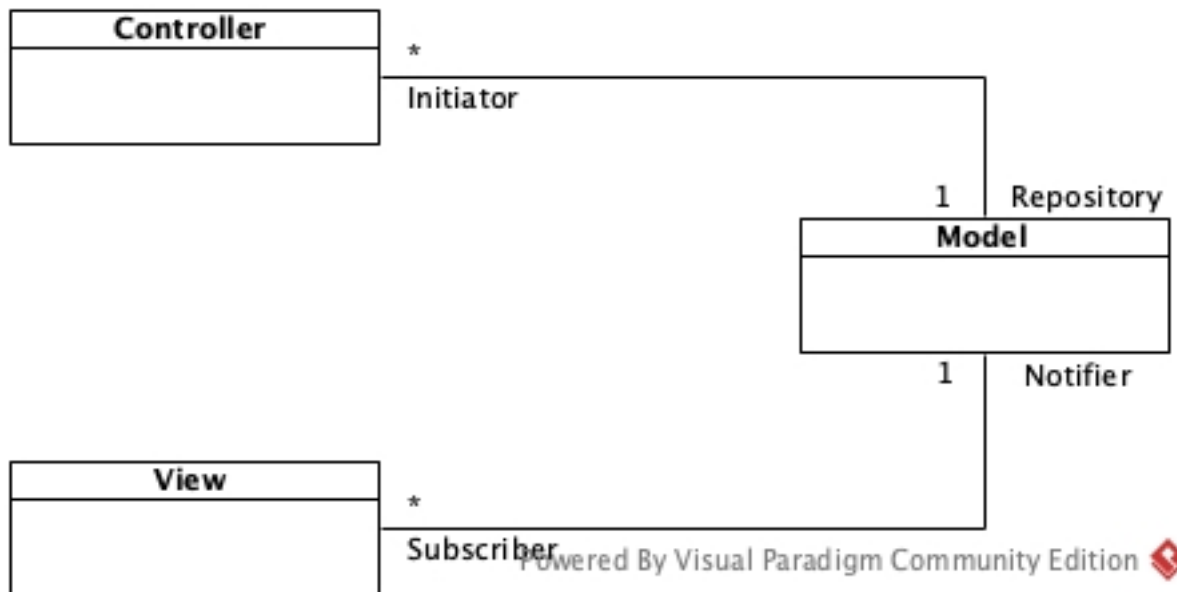 Controller
*
Initiator
1 Repository
Model
1 Notifier
View
*
Subscriber
Powered By Visual Paradigm Community Edition